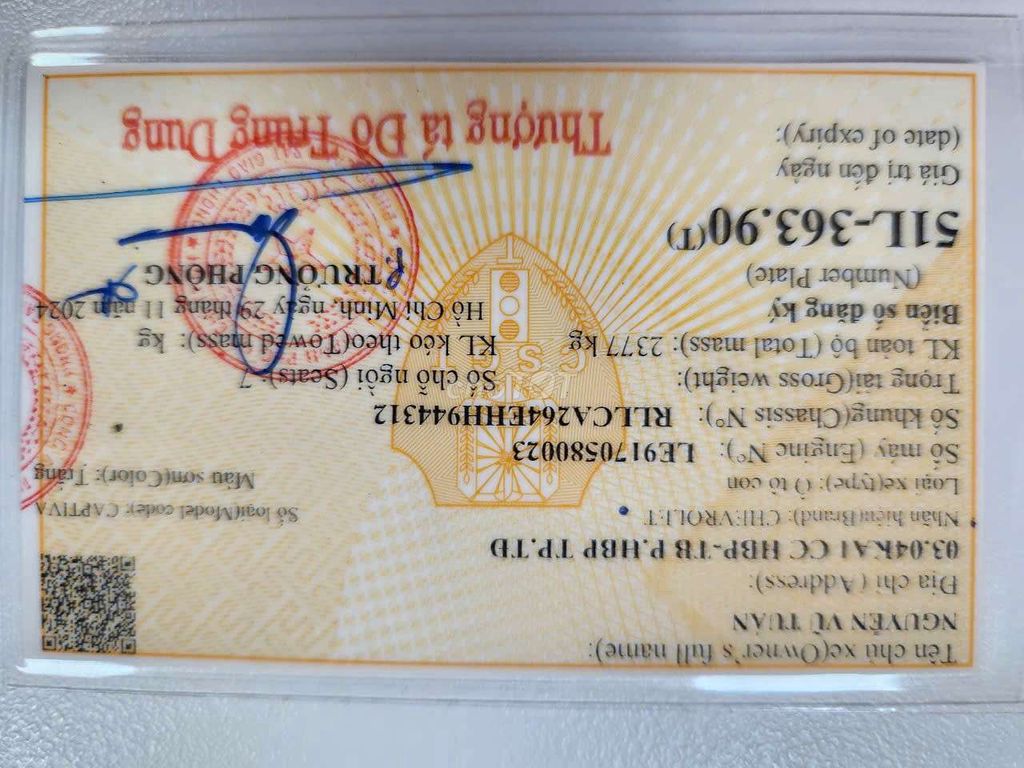 Tên chủ xe(Owner's full name):
NGUYỄN VŨ TUẤN
Địa chỉ (Address):
03.04KA1 CC HBP-TB P.HBP TP.TĐ
Nhãn hiệu(Brand): CHEVROLET
Số loại(Model code): CAPTIVA
Loại xe(type): Ô tô con
Màu sơn(Color): Trắng
Số máy (Engine N°): LE9170580023
Số khung(Chassis N°): RLLCA264EHH944312
Trọng tải(Gross weight):
Số chỗ ngồi (Seats): 7
KL toàn bộ (Total mass): 2377 kg
KL kéo theo(Towed mass): kg
Biển số đăng ký
(Number Plate)
Hồ Chí Minh, ngày 29 tháng 11 năm 2024
P.TRƯỞNG PHÒNG
51L-363.90(T)
Giá trị đến ngày
(date of expiry):
Thượng tá Đỗ Trung Dung